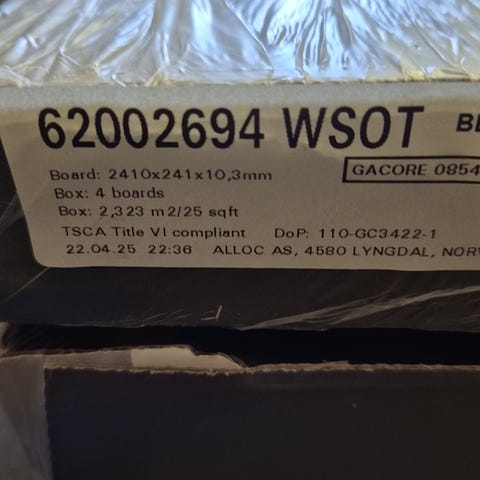 62002694 WSOT
Board: 2410x241x10,3mm
GACORE 0854
Box: 4 boards
Box: 2,323 m2/25 sqft
TSCA Title VI compliant DoP: 110-GC3422-1
22.04.25 22:36 ALLOC AS, 4580 LYNGDAL, NOR